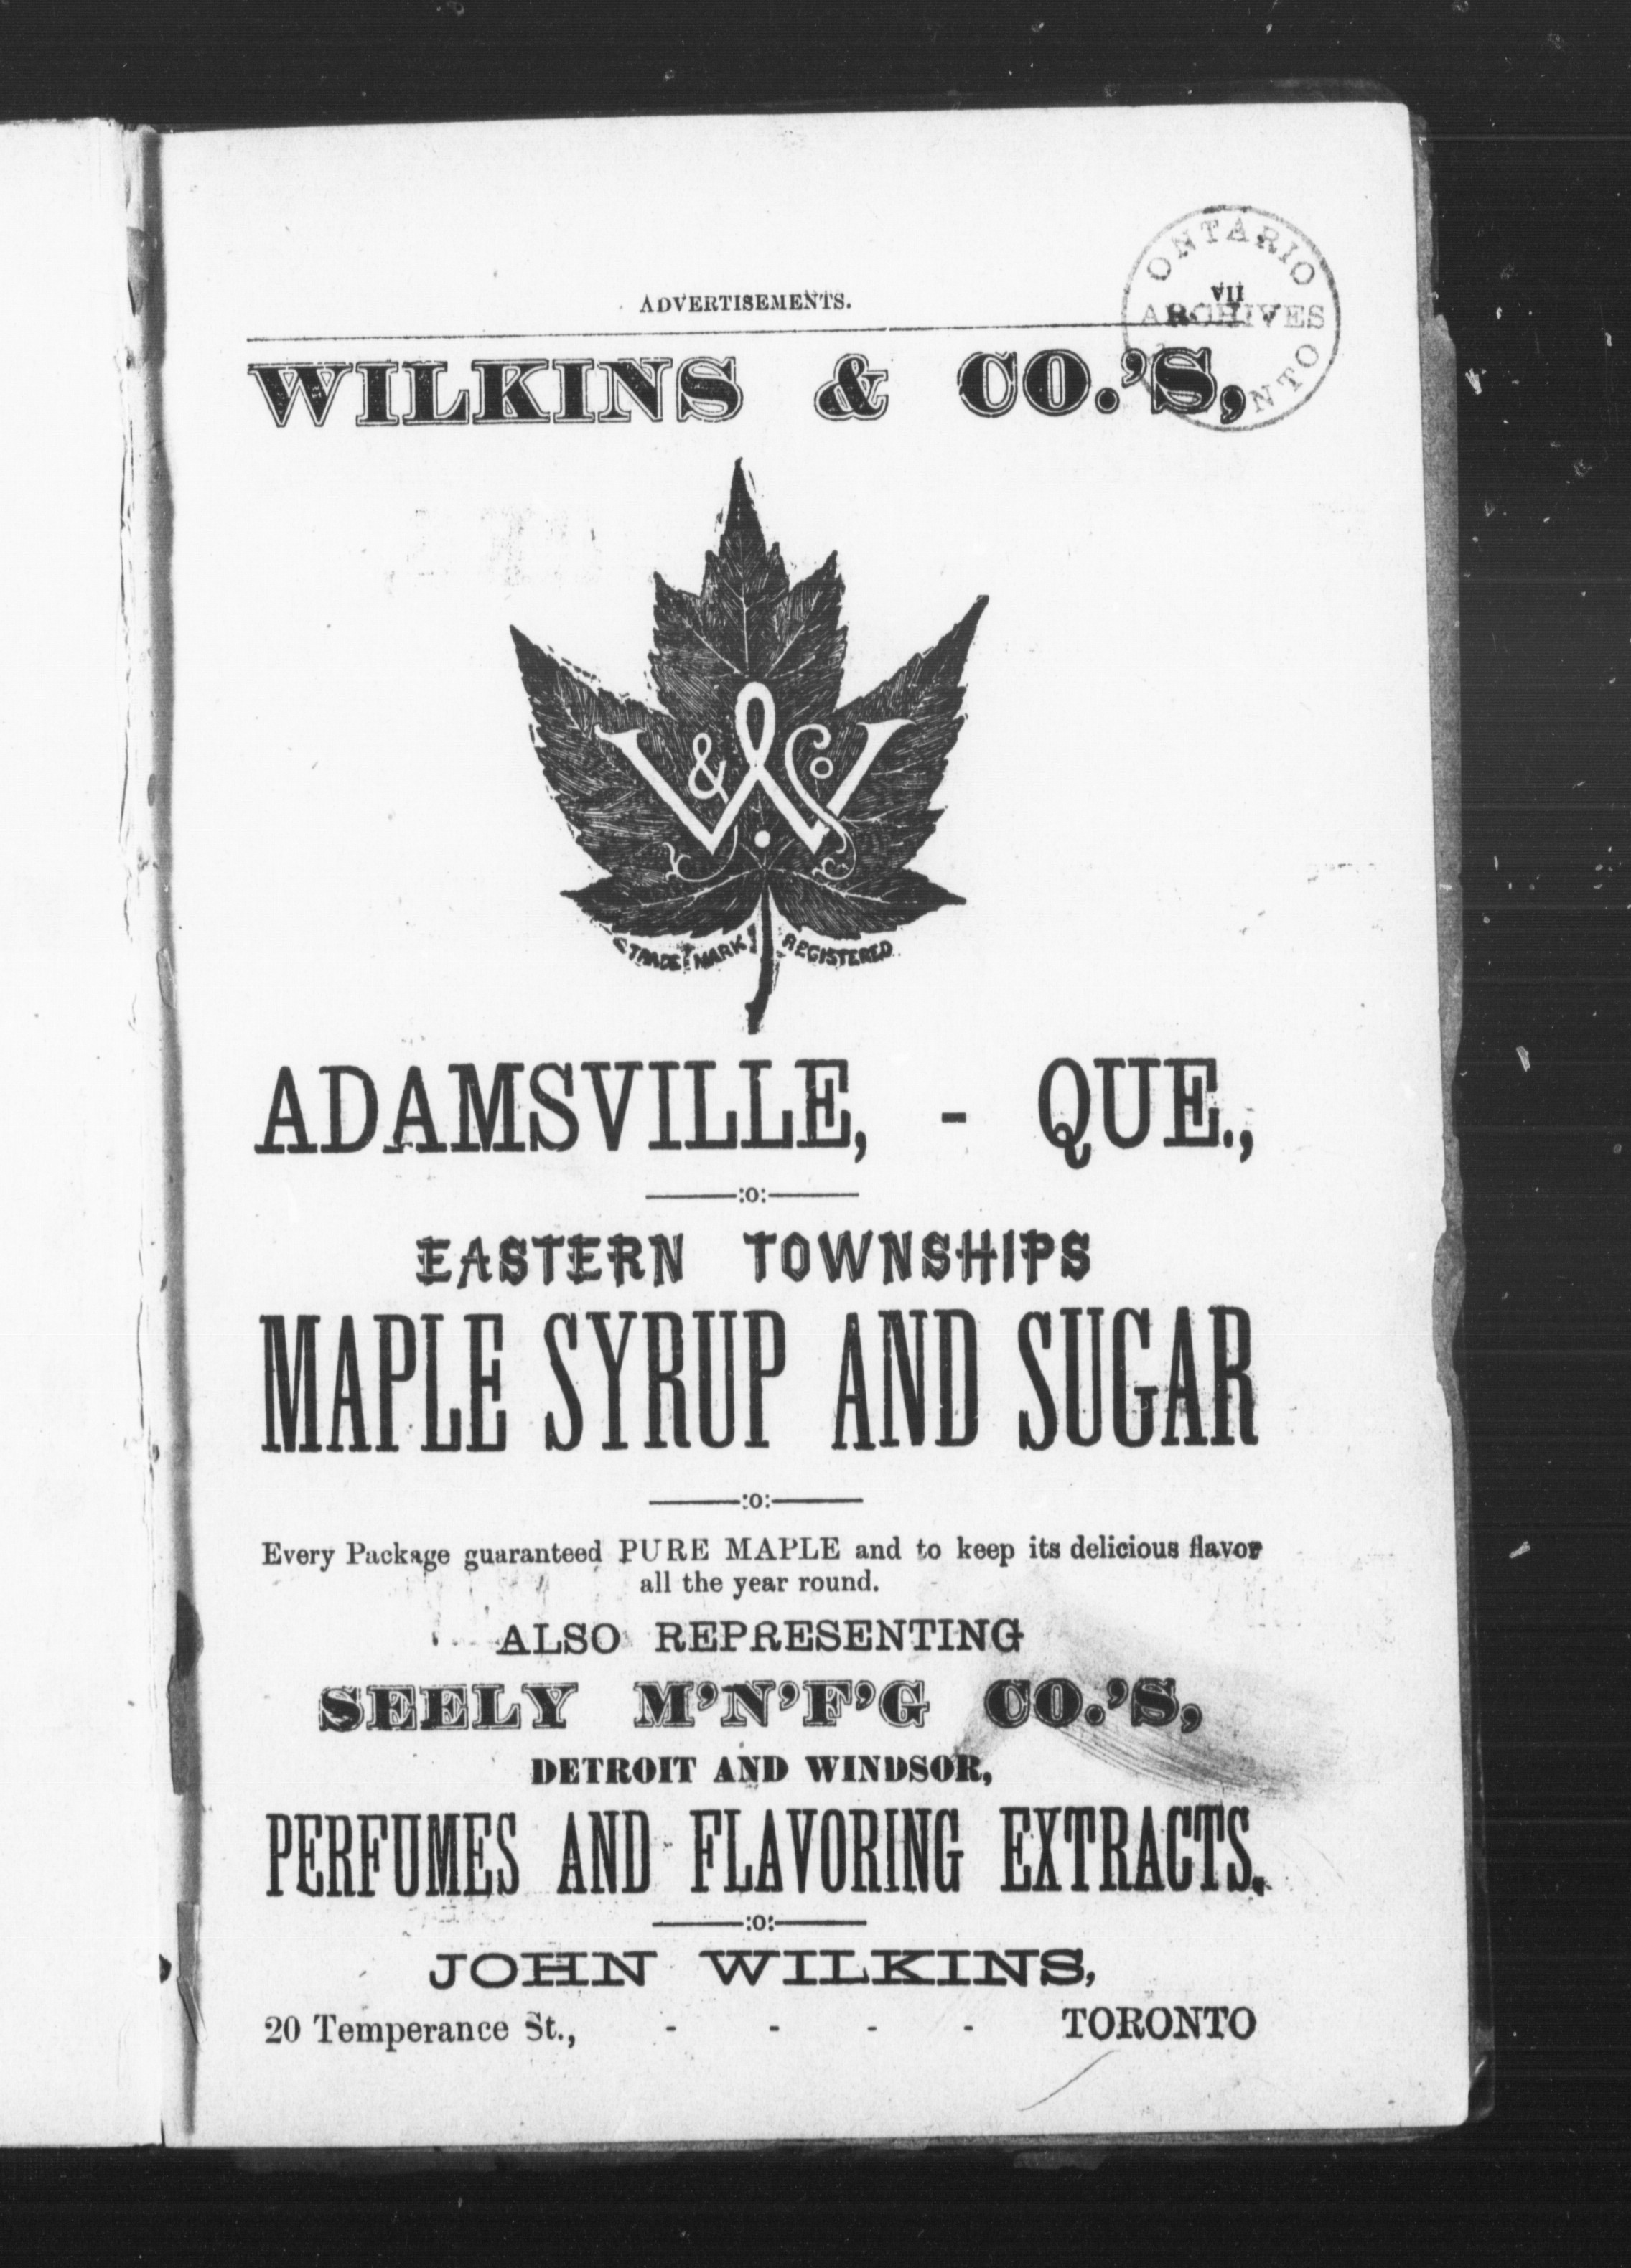 ADVERTISEMENTS.
VII
ONTARIO
ARCHIVES
WILKINS & CO.'S,
W & Co.
TRADE MARK REGISTERED
ADAMSVILLE, - QUE.,
:o:
EASTERN TOWNSHIPS
MAPLE SYRUP AND SUGAR
:o:
Every Package guaranteed PURE MAPLE and to keep its delicious flavor
all the year round.
ALSO REPRESENTING
SEELY M'N'F'G CO.'S,
DETROIT AND WINDSOR,
PERFUMES AND FLAVORING EXTRACTS.
:o:
JOHN WILKINS,
20 Temperance St., - - - - TORONTO